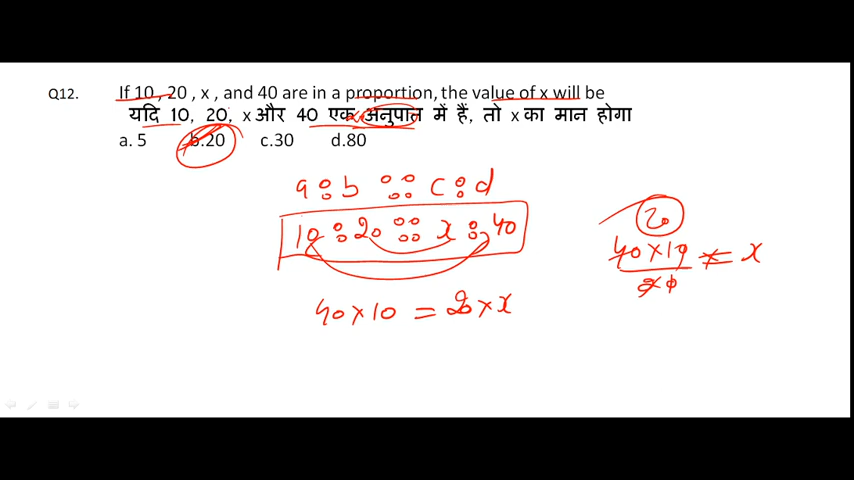 Q12. If 10, 20, x, and 40 are in a proportion, the value of x will be
यदि 10, 20, x और 40 एक अनुपात में हैं, तो x का मान होगा
a. 5 b.20 c.30 d.80
a : b :: c : d
10 : 20 :: x : 40
20
40 x 10 = x
20
40 x 10 = 20 x x